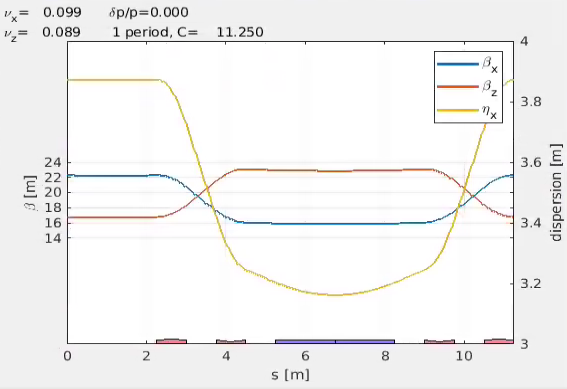 νx= 0.099 δp/p=0.000
νz= 0.089 1 period, C= 11.250
4
βx
βz
ηx
3.8
24
22
20
18
16
14
β [m]
3.6
3.4
3.2
3
dispersion [m]
0 2 4 6 8 10
s [m]